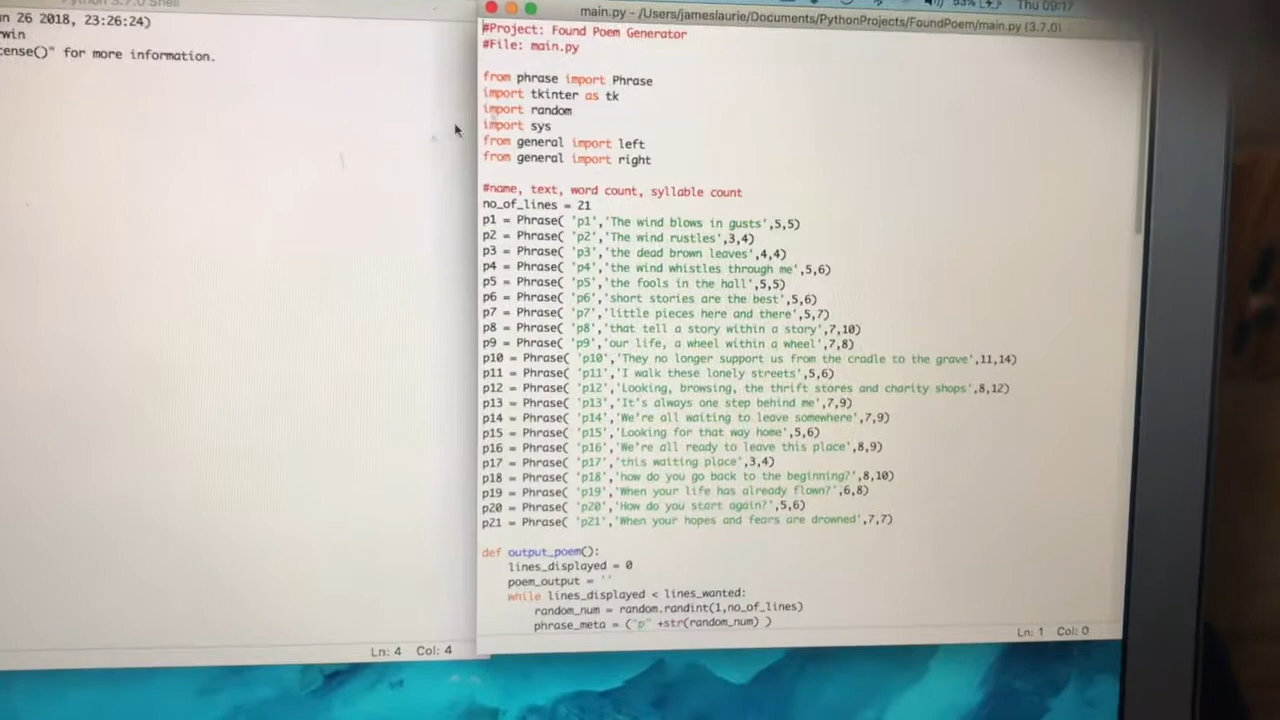 Python 3.7.0 Shell
un 26 2018, 23:26:24)
rwin
cense()" for more information.
Ln: 4 Col: 4
53% Thu 09:17
main.py - /Users/jameslaurie/Documents/PythonProjects/FoundPoem/main.py (3.7.0)
#Project: Found Poem Generator
#File: main.py
from phrase import Phrase
import tkinter as tk
import random
import sys
from general import left
from general import right
#name, text, word count, syllable count
no_of_lines = 21
p1 = Phrase( 'p1','The wind blows in gusts',5,5)
p2 = Phrase( 'p2','The wind rustles',3,4)
p3 = Phrase( 'p3','the dead brown leaves',4,4)
p4 = Phrase( 'p4','the wind whistles through me',5,6)
p5 = Phrase( 'p5','the fools in the hall',5,5)
p6 = Phrase( 'p6','short stories are the best',5,6)
p7 = Phrase( 'p7','little pieces here and there',5,7)
p8 = Phrase( 'p8','that tell a story within a story',7,10)
p9 = Phrase( 'p9','our life, a wheel within a wheel',7,8)
p10 = Phrase( 'p10','They no longer support us from the cradle to the grave',11,14)
p11 = Phrase( 'p11','I walk these lonely streets',5,6)
p12 = Phrase( 'p12','Looking, browsing, the thrift stores and charity shops',8,12)
p13 = Phrase( 'p13','It's always one step behind me',7,9)
p14 = Phrase( 'p14','We're all waiting to leave somewhere',7,9)
p15 = Phrase( 'p15','Looking for that way home',5,6)
p16 = Phrase( 'p16','We're all ready to leave this place',8,9)
p17 = Phrase( 'p17','this waiting place',3,4)
p18 = Phrase( 'p18','how do you go back to the beginning?',8,10)
p19 = Phrase( 'p19','When your life has already flown?',6,8)
p20 = Phrase( 'p20','How do you start again?',5,6)
p21 = Phrase( 'p21','When your hopes and fears are drowned',7,7)
def output_poem():
lines_displayed = 0
poem_output = ''
while lines_displayed < lines_wanted:
random_num = random.randint(1,no_of_lines)
phrase_meta = ("p" +str(random_num) )
Ln: 1 Col: 0